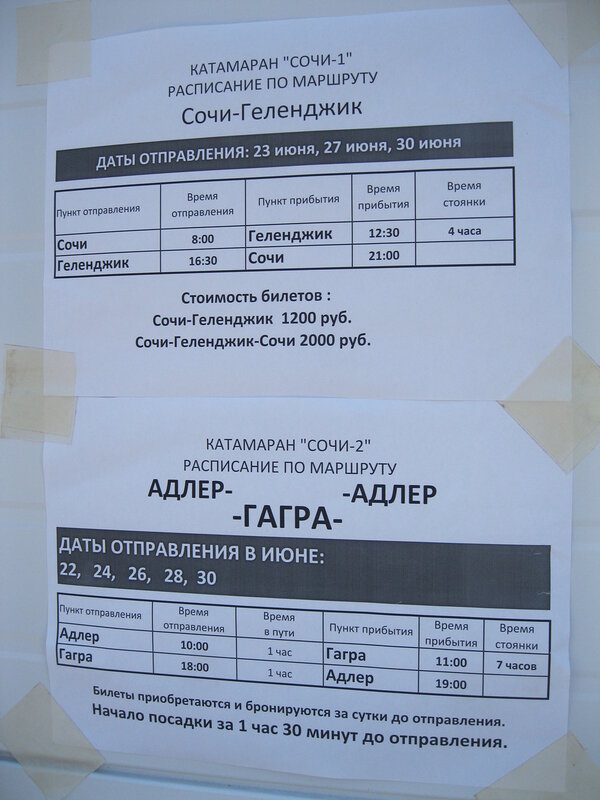 КАТАМАРАН "СОЧИ-1"
РАСПИСАНИЕ ПО МАРШРУТУ
Сочи-Геленджик
ДАТЫ ОТПРАВЛЕНИЯ: 23 июня, 27 июня, 30 июня
Пункт отправления Время отправления Пункт прибытия Время прибытия Время стоянки
Сочи 8:00 Геленджик 12:30 4 часа
Геленджик 16:30 Сочи 21:00
Стоимость билетов :
Сочи-Геленджик 1200 руб.
Сочи-Геленджик-Сочи 2000 руб.
КАТАМАРАН "СОЧИ-2"
РАСПИСАНИЕ ПО МАРШРУТУ
АДЛЕР- -АДЛЕР
-ГАГРА-
ДАТЫ ОТПРАВЛЕНИЯ В ИЮНЕ:
22, 24, 26, 28, 30
Пункт отправления Время отправления Время в пути Пункт прибытия Время прибытия Время стоянки
Адлер 10:00 1 час Гагра 11:00 7 часов
Гагра 18:00 1 час Адлер 19:00
Билеты приобретаются и бронируются за сутки до отправления.
Начало посадки за 1 час 30 минут до отправления.